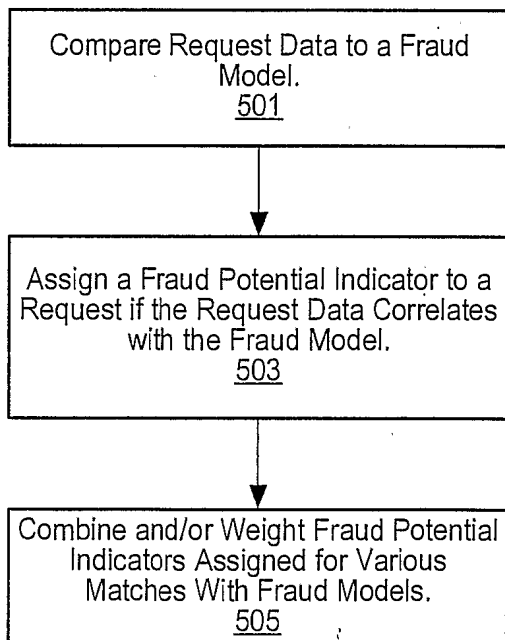 Compare Request Data to a Fraud
Model.
501
Assign a Fraud Potential Indicator to a
Request if the Request Data Correlates
with the Fraud Model.
503
Combine and/or Weight Fraud Potential
Indicators Assigned for Various
Matches With Fraud Models.
505